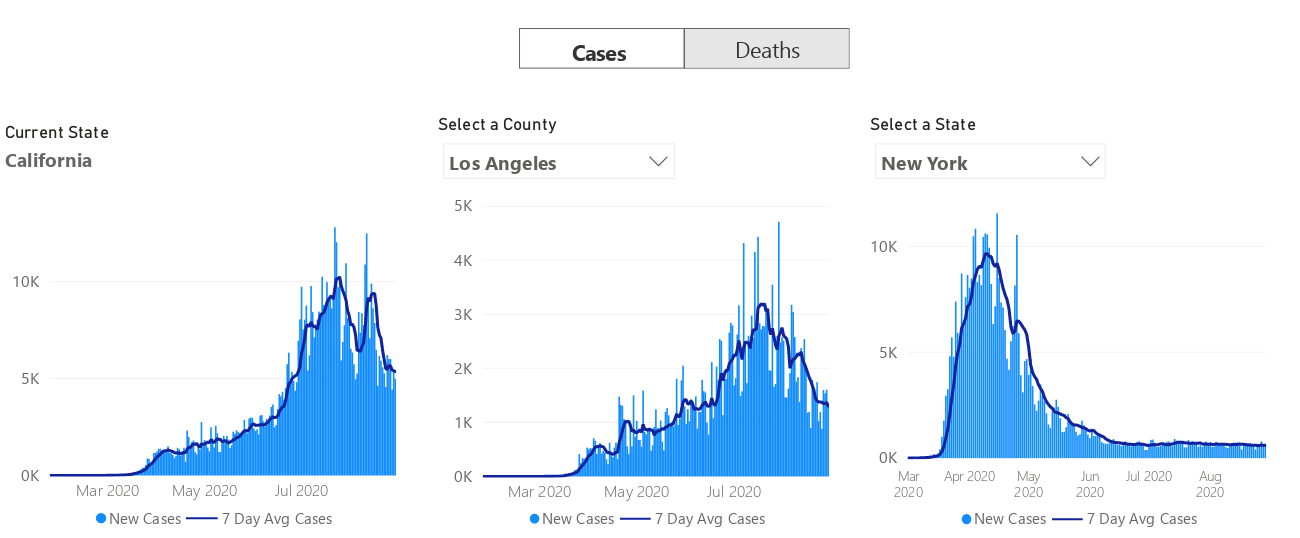 Cases Deaths
Current State
California
Select a County
Los Angeles
Select a State
New York
10K
5K
0K
Mar 2020 May 2020 Jul 2020
New Cases 7 Day Avg Cases
5K
4K
3K
2K
1K
0K
Mar 2020 May 2020 Jul 2020
New Cases 7 Day Avg Cases
10K
5K
0K
Mar 2020 Apr 2020 May 2020 Jun 2020 Jul 2020 Aug 2020
New Cases 7 Day Avg Cases